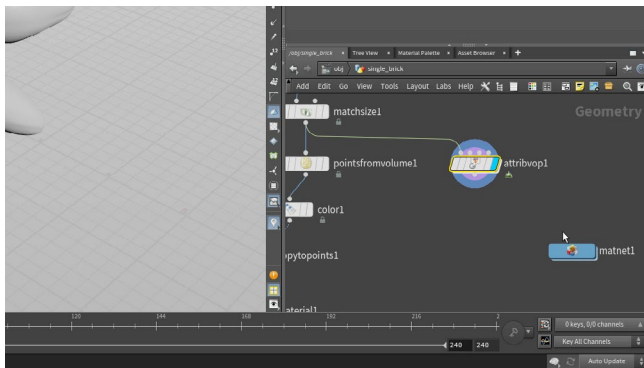 /obj/single_brick × Tree View × Material Palette × Asset Browser × +
obj single_brick
Add Edit Go View Tools Layout Labs Help
Geometry
matchsize1
pointsfromvolume1
attribvop1
color1
matnet1
opytopoints1
aterial1
120 144 168 192 216 2
0 keys, 0/0 channels
240 240 Key All Channels
Auto Update